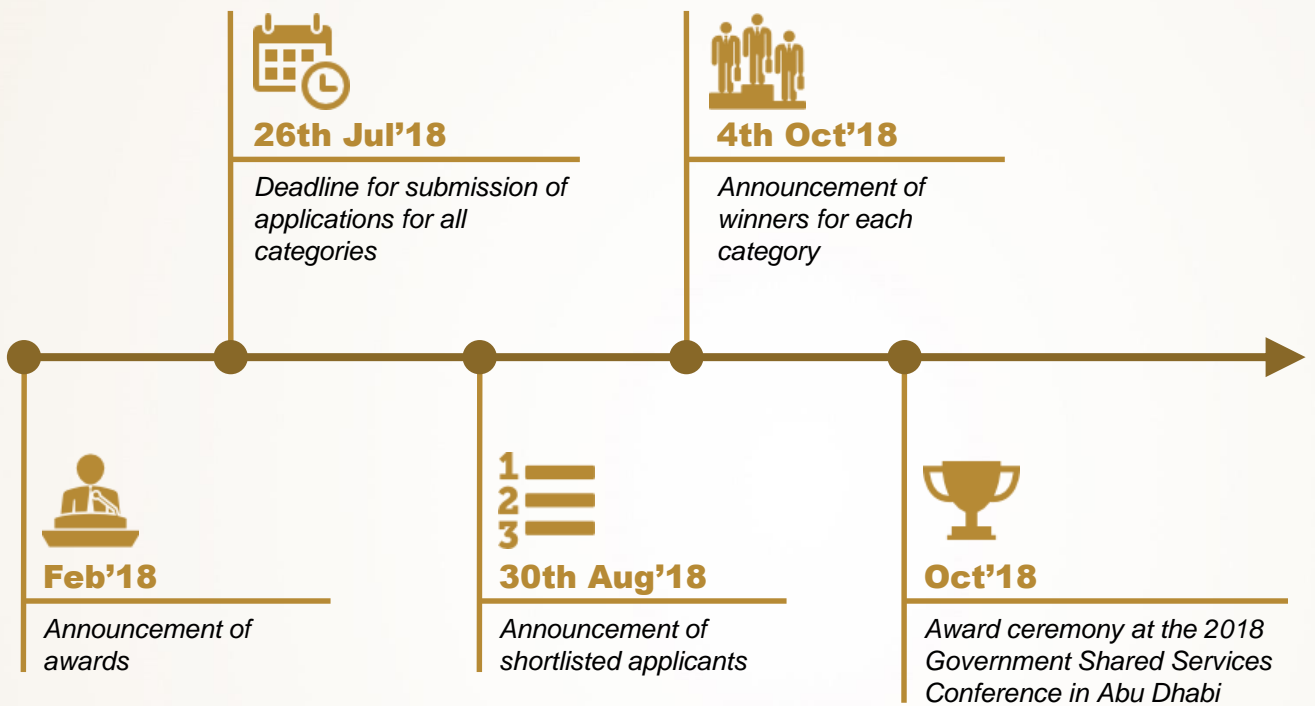 26th Jul’18
Deadline for submission of
applications for all
categories
4th Oct’18
Announcement of
winners for each
category
Feb’18
Announcement of
awards
1
2
3
30th Aug’18
Announcement of
shortlisted applicants
Oct’18
Award ceremony at the 2018
Government Shared Services
Conference in Abu Dhabi